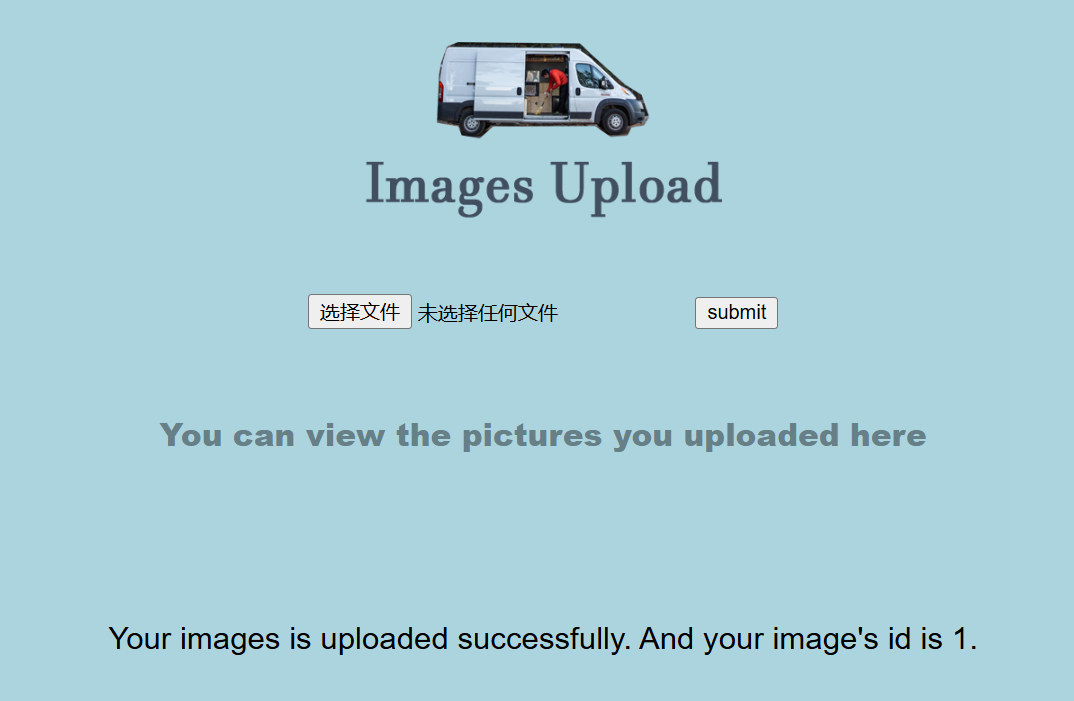 Images Upload
选择文件 未选择任何文件 submit
You can view the pictures you uploaded here
Your images is uploaded successfully. And your image's id is 1.